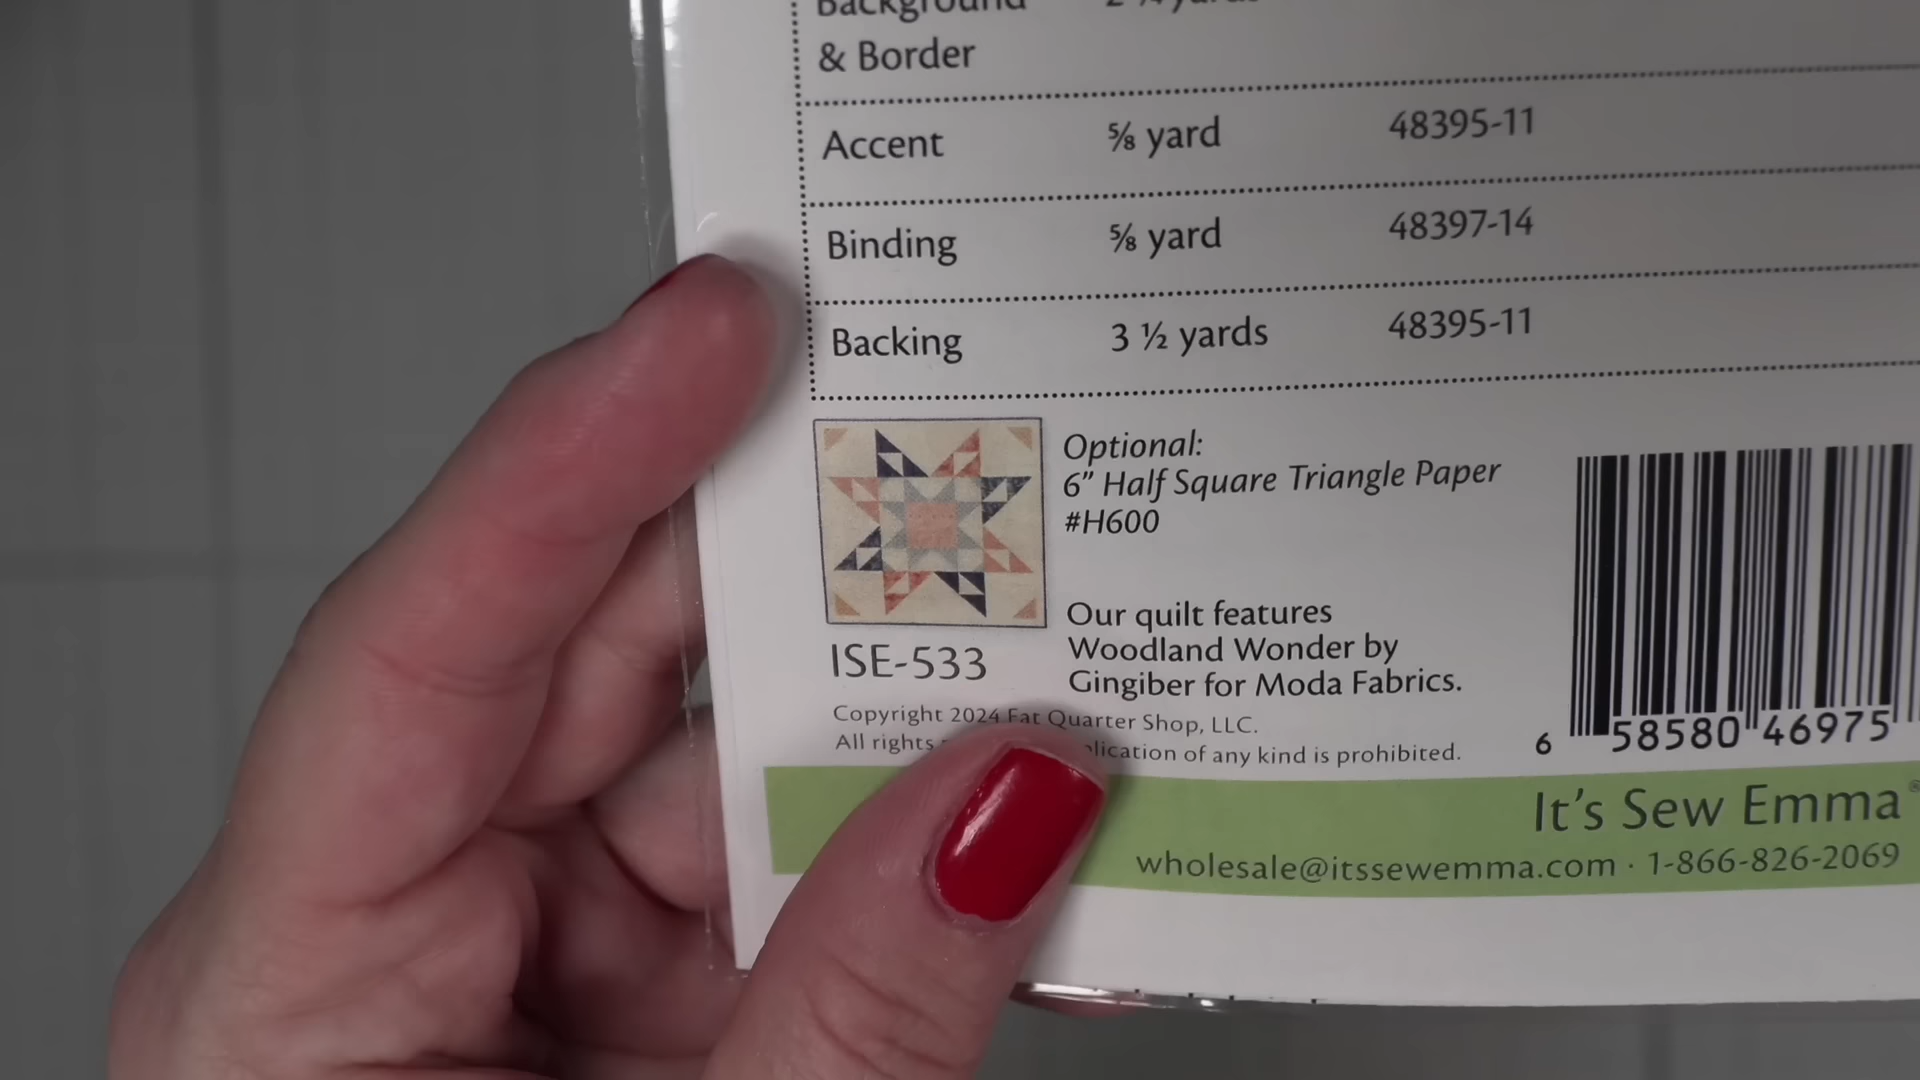 Background
& Border
Accent ⅝ yard 48395-11
Binding ⅝ yard 48397-14
Backing 3 ½ yards 48395-11
Optional:
6” Half Square Triangle Paper
#H600
Our quilt features
Woodland Wonder by
Gingiber for Moda Fabrics.
ISE-533
Copyright 2024 Fat Quarter Shop, LLC.
All rights of any kind is prohibited.
6 58580 46975
It’s Sew Emma®
wholesale@itssewemma.com · 1-866-826-2069